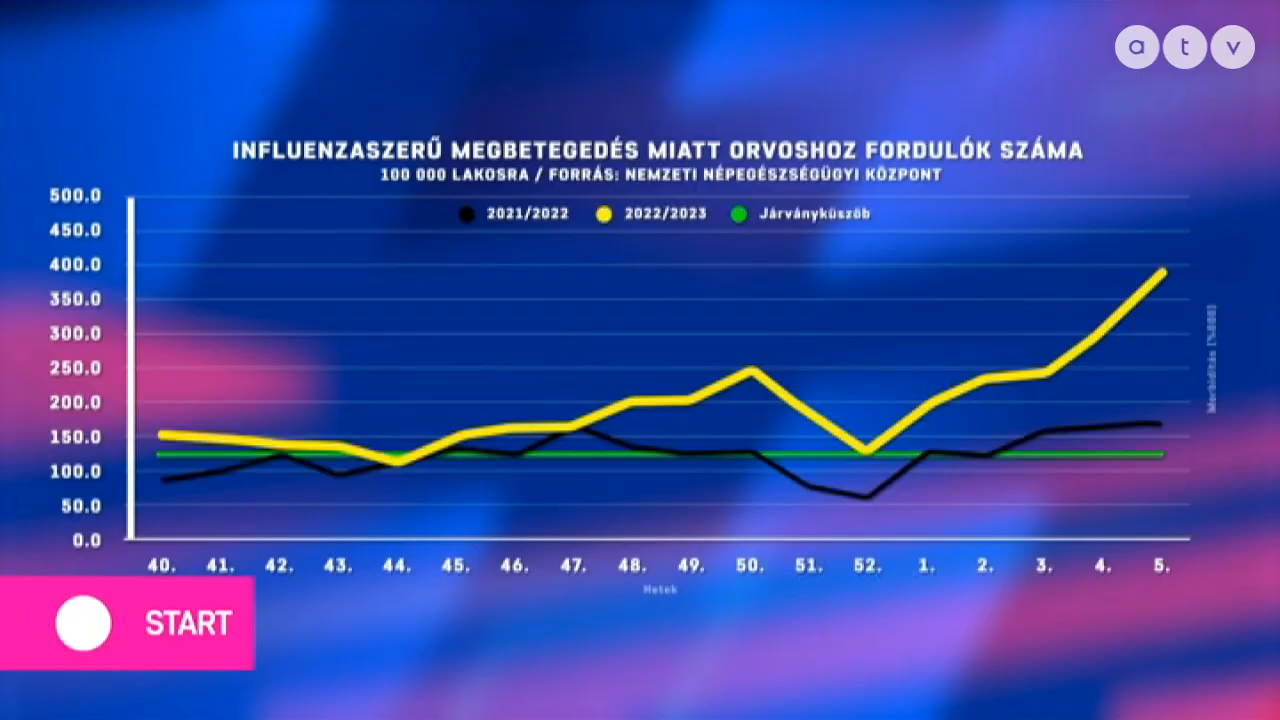 a t v
INFLUENZASZERŰ MEGBETEGEDÉS MIATT ORVOSHOZ FORDULÓK SZÁMA
100 000 LAKOSRA / FORRÁS: NEMZETI NÉPEGÉSZSÉGÜGYI KÖZPONT
2021/2022 2022/2023 Járványküszöb
500.0
450.0
400.0
350.0
300.0
250.0
200.0
150.0
100.0
50.0
0.0
40. 41. 42. 43. 44. 45. 46. 47. 48. 49. 50. 51. 52. 1. 2. 3. 4. 5.
Hetek
Morbiditás
START